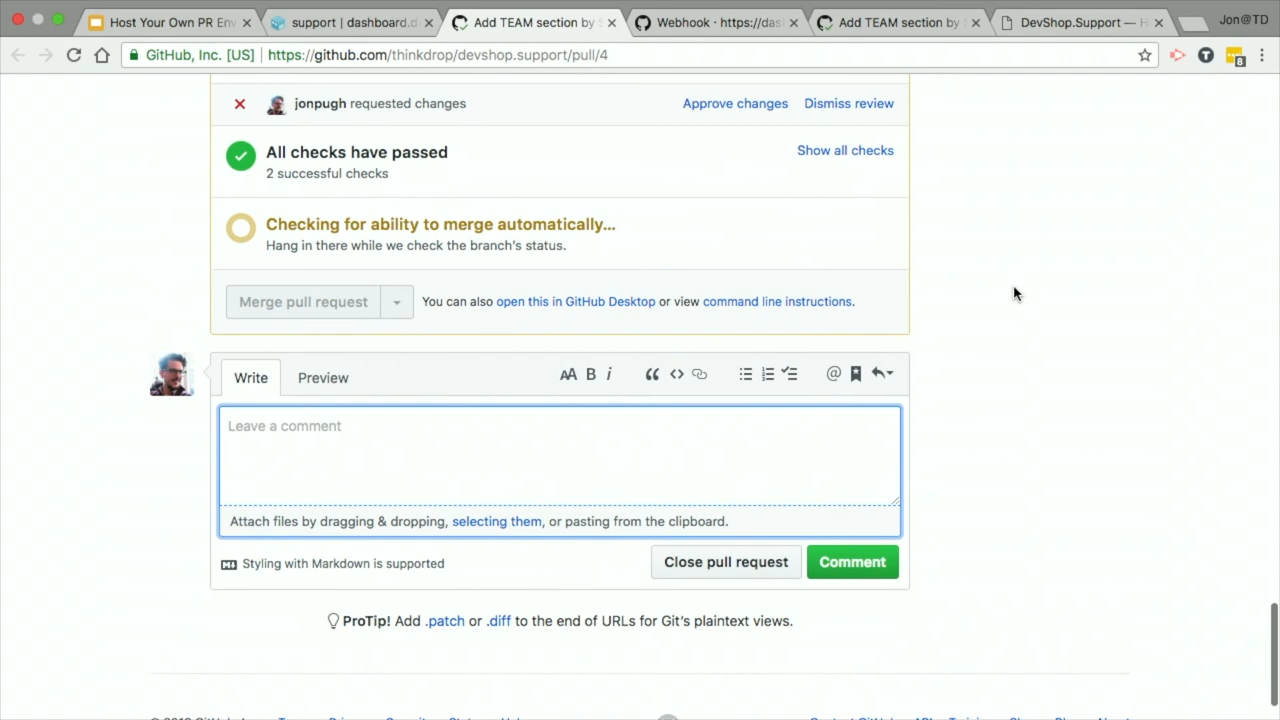 Host Your Own PR Env
support | dashboard.d
Add TEAM section by
Webhook - https://das
Add TEAM section by
DevShop.Support — H
Jon@TD
GitHub, Inc. [US] | https://github.com/thinkdrop/devshop.support/pull/4
8
jonpugh requested changes
Approve changes
Dismiss review
All checks have passed
Show all checks
2 successful checks
Checking for ability to merge automatically...
Hang in there while we check the branch's status.
Merge pull request
You can also open this in GitHub Desktop or view command line instructions.
Write
Preview
AA B i
Leave a comment
Attach files by dragging & dropping, selecting them, or pasting from the clipboard.
Styling with Markdown is supported
Close pull request
Comment
ProTip! Add .patch or .diff to the end of URLs for Git's plaintext views.